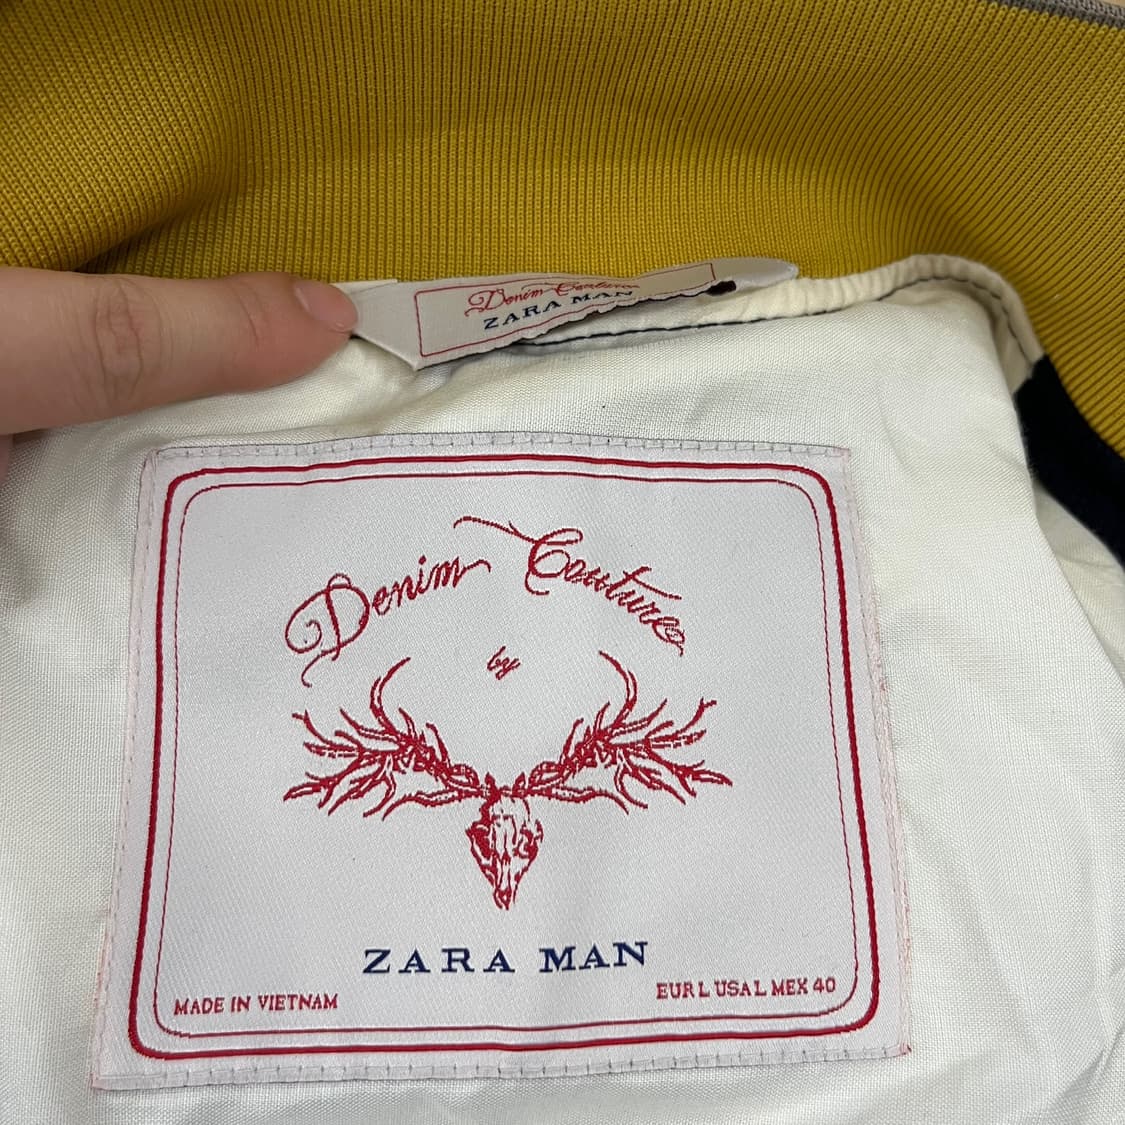 Denim Couture
ZARA MAN
Denim Couture
by
ZARA MAN
MADE IN VIETNAM
EUR L USA L MEX 40